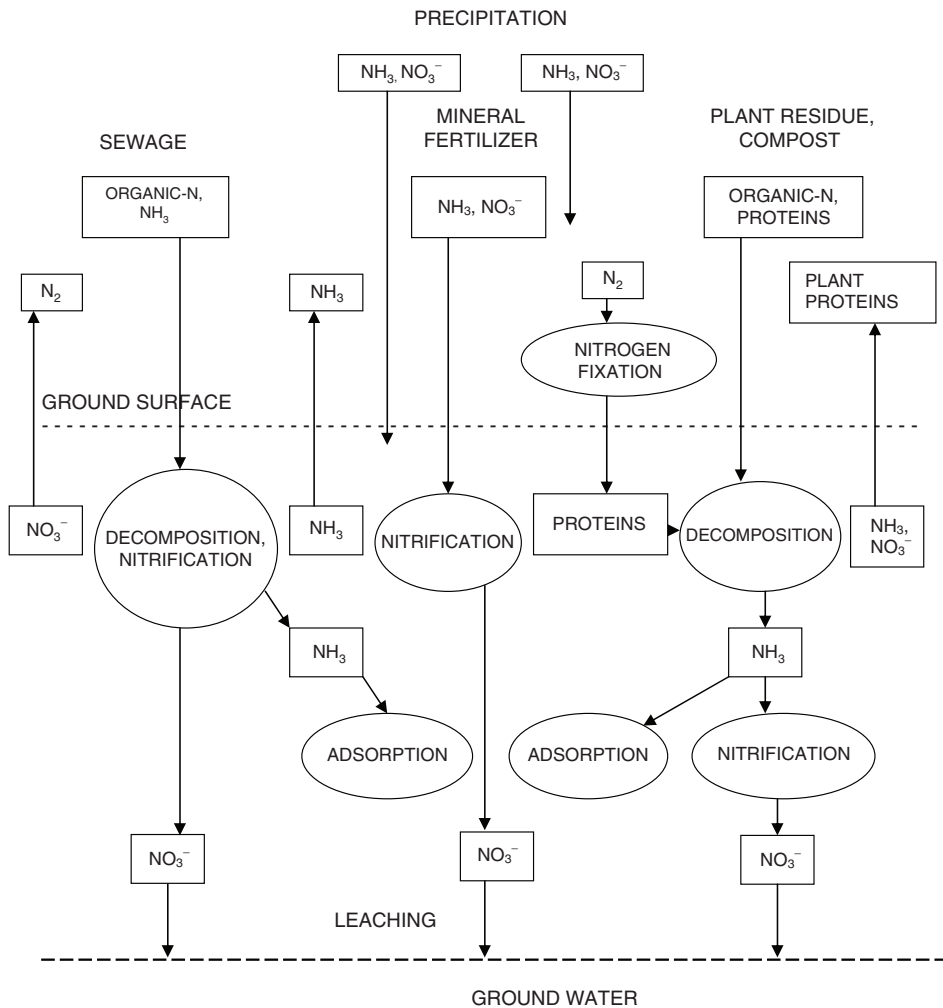 PRECIPITATION
NH₃, NO₃⁻
NH₃, NO₃⁻
MINERAL
FERTILIZER
PLANT RESIDUE,
COMPOST
SEWAGE
ORGANIC-N,
NH₃
NH₃, NO₃⁻
ORGANIC-N,
PROTEINS
N₂
NH₃
N₂
PLANT
PROTEINS
NITROGEN
FIXATION
GROUND SURFACE
NO₃⁻
DECOMPOSITION,
NITRIFICATION
NH₃
NITRIFICATION
PROTEINS
DECOMPOSITION
NH₃,
NO₃⁻
NH₃
NH₃
ADSORPTION
ADSORPTION
NITRIFICATION
NO₃⁻
NO₃⁻
NO₃⁻
LEACHING
GROUND WATER